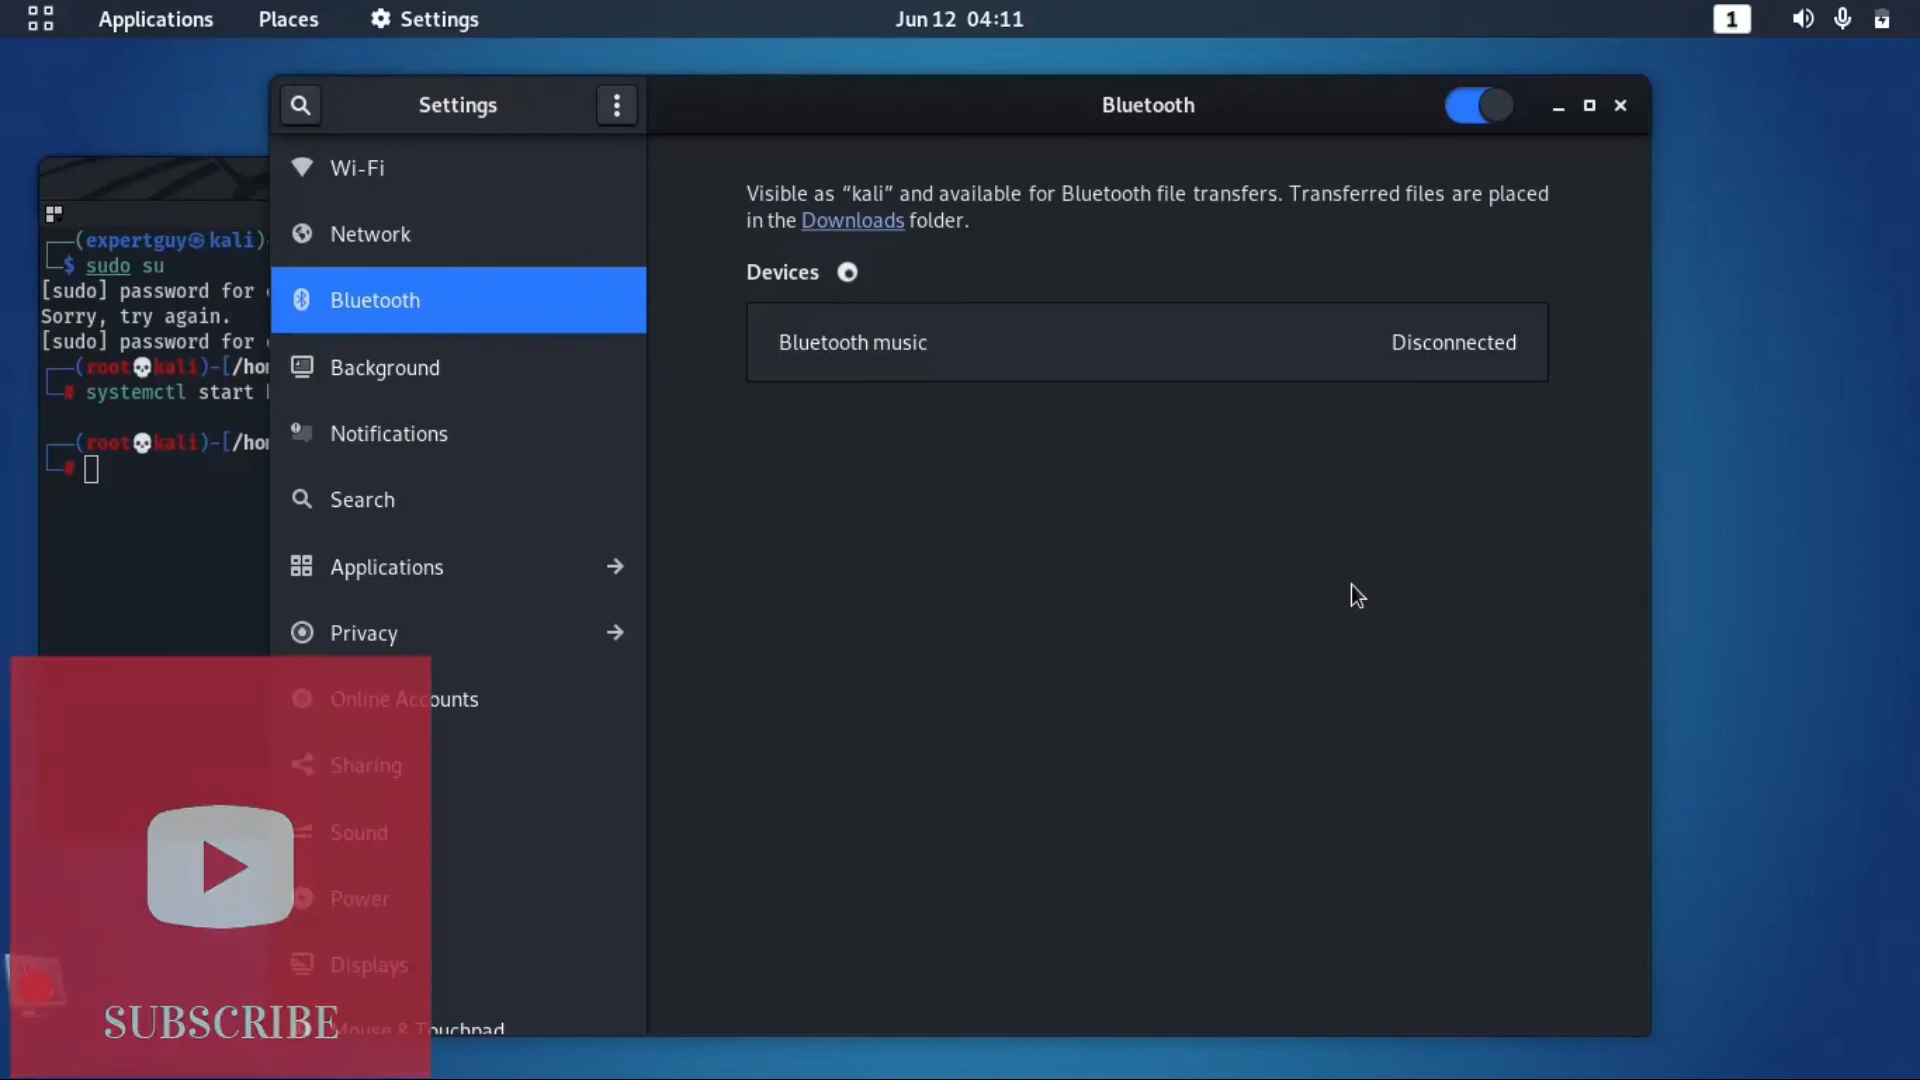 Applications Places Settings Jun 12 04:11 1
Settings
Bluetooth
Wi-Fi
Network
Bluetooth
Background
Notifications
Search
Applications
Privacy
Online Accounts
Sharing
Sound
Power
Displays
Mouse & Touchpad
Visible as “kali” and available for Bluetooth file transfers. Transferred files are placed
in the Downloads folder.
Devices
Bluetooth music Disconnected
(expertguy㉿kali)-
$ sudo su
[sudo] password for
Sorry, try again.
[sudo] password for
(root💀kali)-[/ho
# systemctl start
(root💀kali)-[/ho
#
SUBSCRIBE